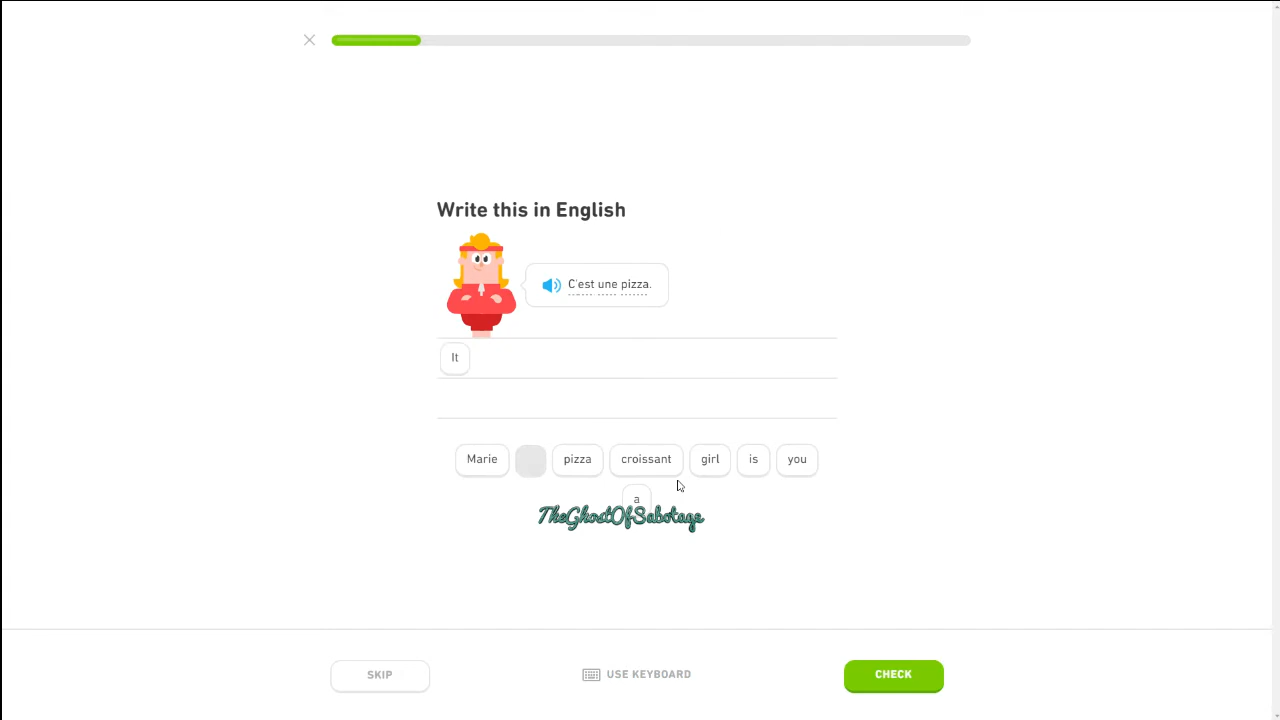 Write this in English
C'est une pizza.
It
Marie pizza croissant girl is you
a
TheGhostOfSabotage
SKIP USE KEYBOARD CHECK